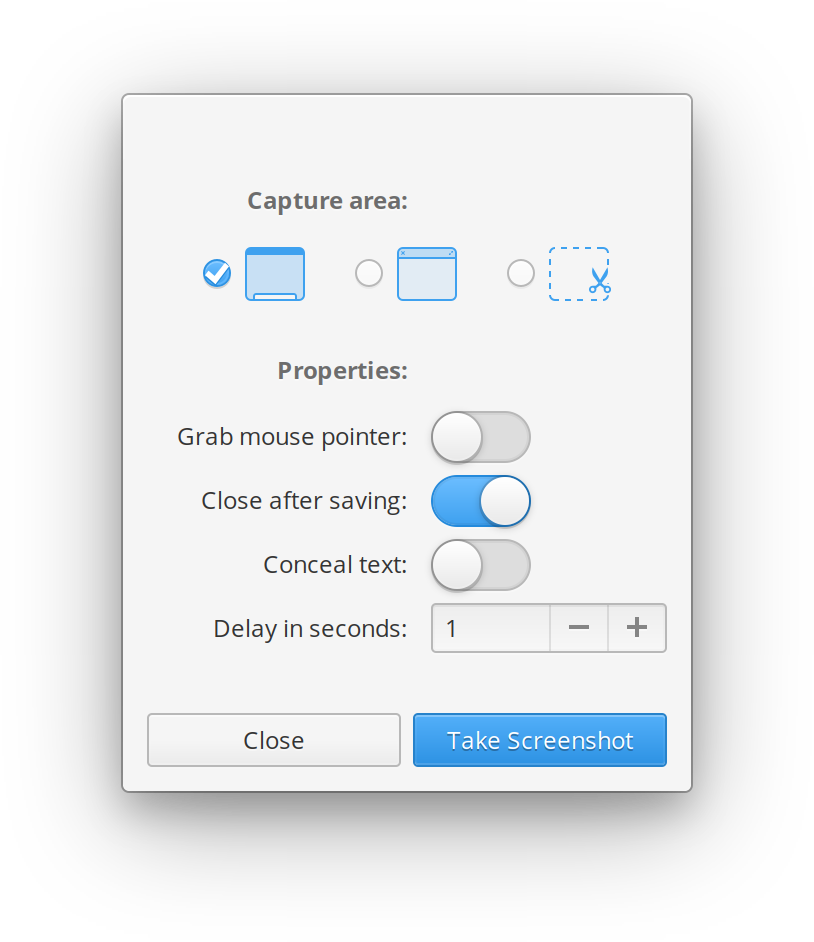 Capture area:
Properties:
Grab mouse pointer:
Close after saving:
Conceal text:
Delay in seconds: 1
Close Take Screenshot